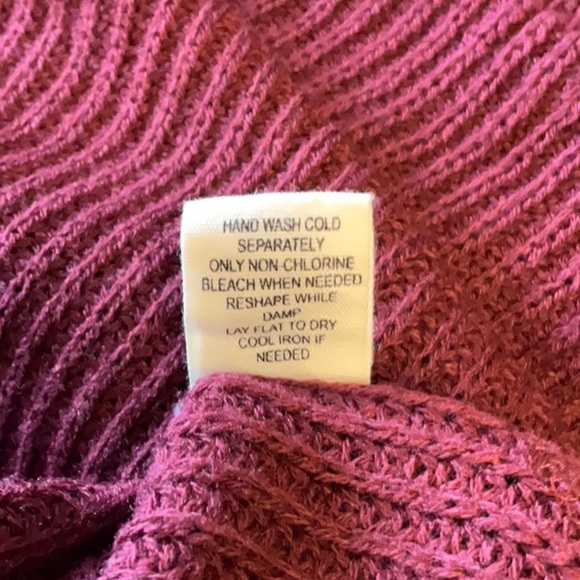 HAND WASH COLD
SEPARATELY
ONLY NON-CHLORINE
BLEACH WHEN NEEDED
RESHAPE WHILE
DAMP
LAY FLAT TO DRY
COOL IRON IF
NEEDED